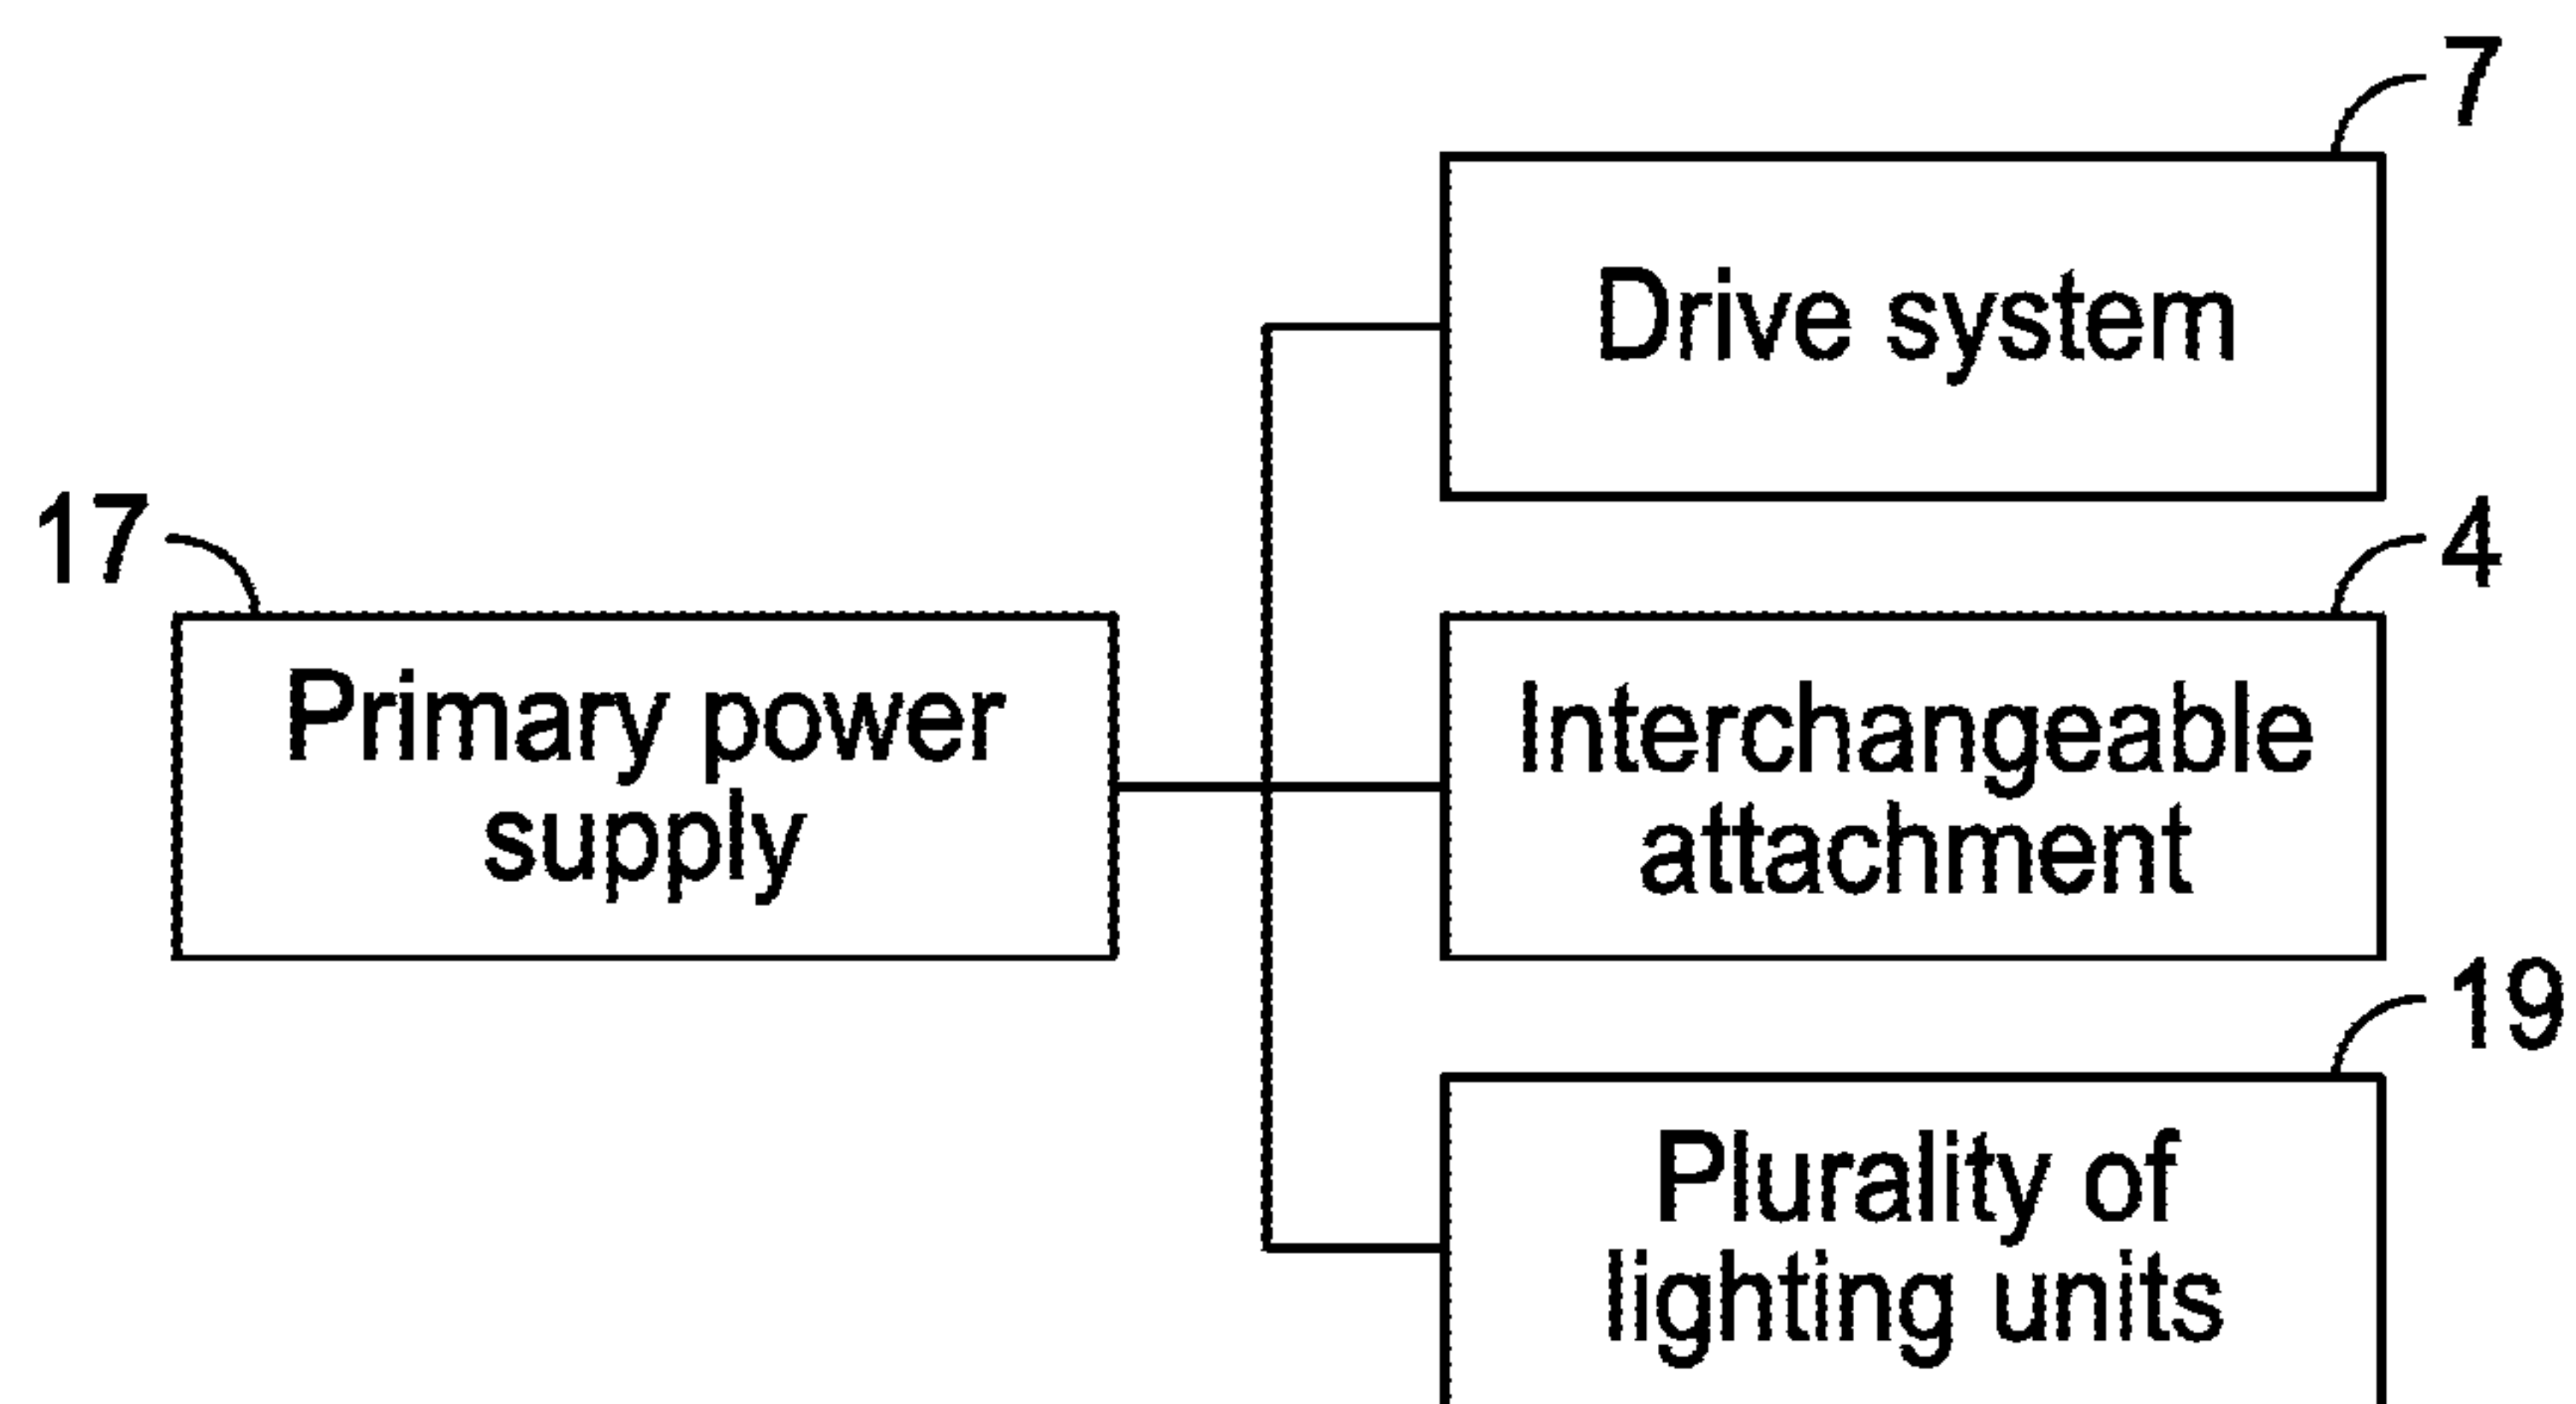 7
Drive system
17
4
Primary power
supply
Interchangeable
attachment
19
Plurality of
lighting units